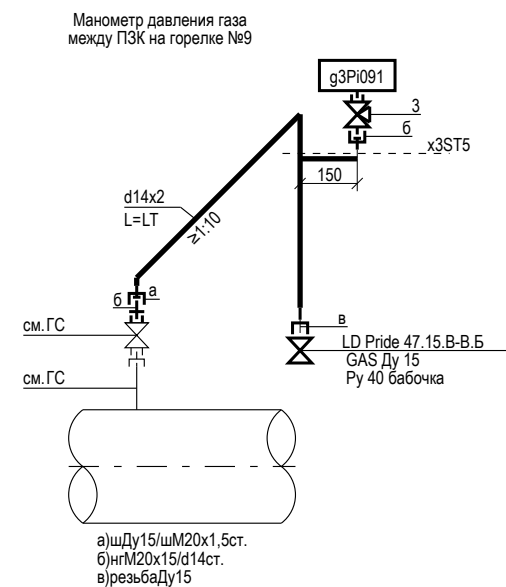 Манометр давления газа
между ПЗК на горелке №9
g3Pi091
3
б
x3ST5
150
d14x2
L=LT
≥1:10
а
б
см.ГС
в
LD Pride 47.15.В-В.Б
GAS Ду 15
Ру 40 бабочка
см.ГС
а)шДу15/шМ20х1,5ст.
б)нгМ20х15/d14ст.
в)резьбаДу15